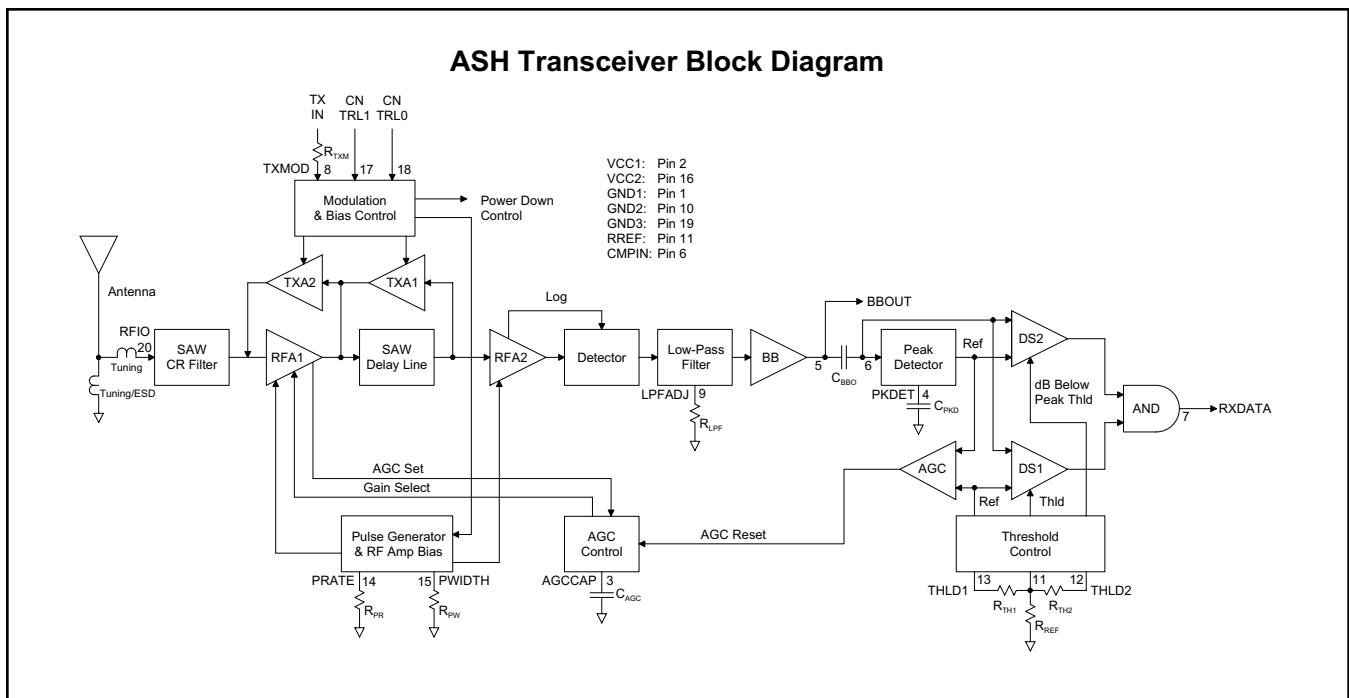 ASH Transceiver Block Diagram
TX
IN
CN
TRL1
CN
TRL0
RTXM
TXMOD
8
17
18
Modulation
& Bias Control
Power Down
Control
VCC1: Pin 2
VCC2: Pin 16
GND1: Pin 1
GND2: Pin 10
GND3: Pin 19
RREF: Pin 11
CMPIN: Pin 6
Antenna
TXA2
TXA1
Log
BBOUT
RFIO
20
Tuning
Tuning/ESD
SAW
CR Filter
RFA1
SAW
Delay Line
RFA2
Detector
Low-Pass
Filter
BB
5
CBBO
6
Peak
Detector
Ref
DS2
LPFADJ
9
RLPF
PKDET
4
CPKD
dB Below
Peak Thld
AND
7
RXDATA
AGC Set
Gain Select
AGC
DS1
Ref
Thld
Pulse Generator
& RF Amp Bias
AGC
Control
AGC Reset
Threshold
Control
PRATE
14
15
PWIDTH
RPR
RPW
AGCCAP
3
CAGC
THLD1
13
11
12
THLD2
RTH1
RTH2
RREF